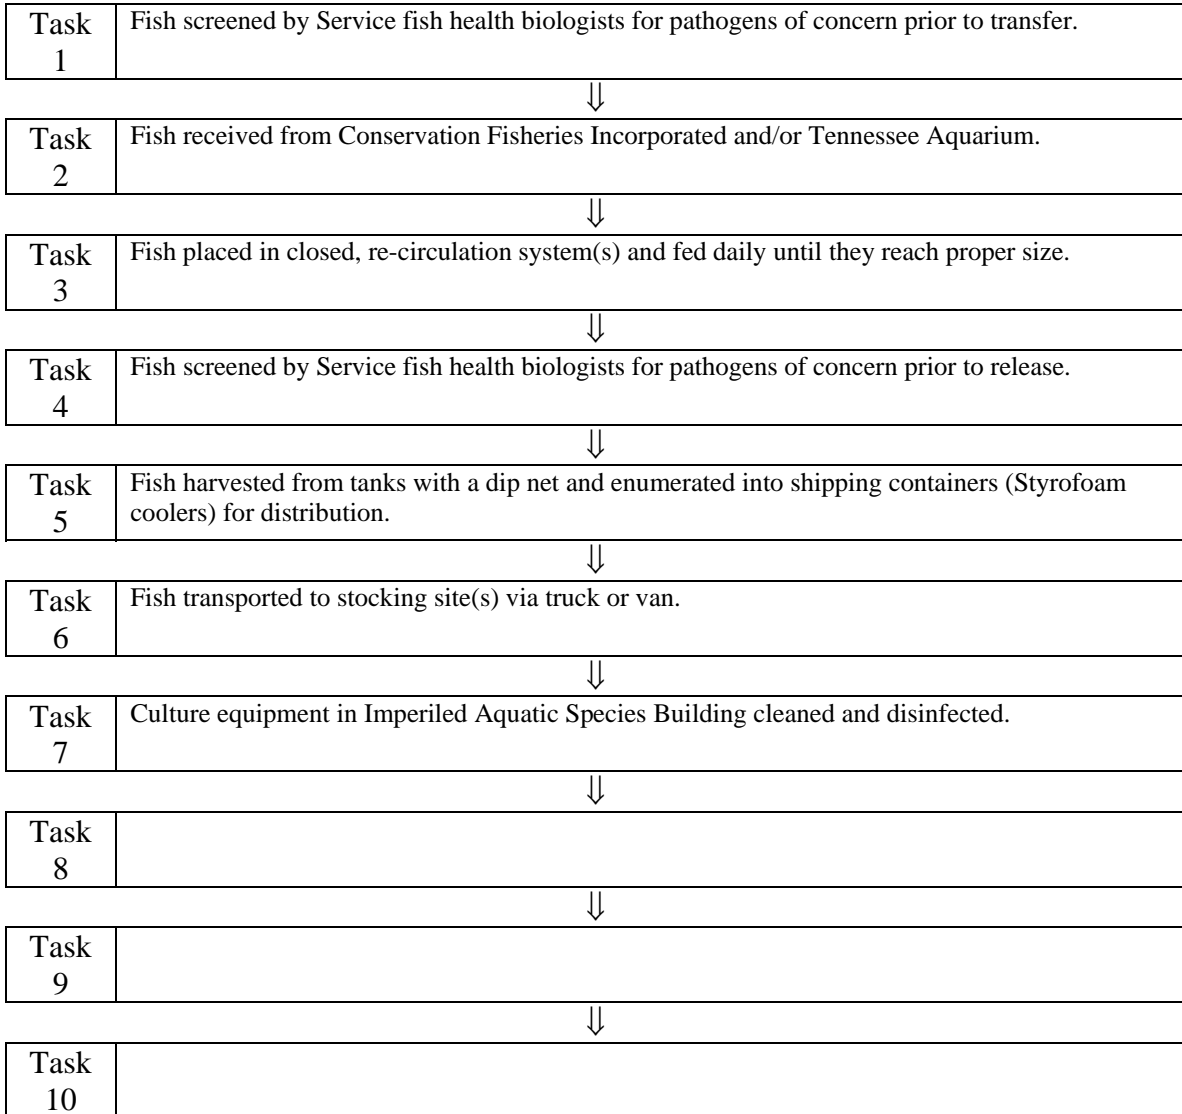 Task
1
Fish screened by Service fish health biologists for pathogens of concern prior to transfer.
⇓
Task
2
Fish received from Conservation Fisheries Incorporated and/or Tennessee Aquarium.
⇓
Task
3
Fish placed in closed, re-circulation system(s) and fed daily until they reach proper size.
⇓
Task
4
Fish screened by Service fish health biologists for pathogens of concern prior to release.
⇓
Task
5
Fish harvested from tanks with a dip net and enumerated into shipping containers (Styrofoam
coolers) for distribution.
⇓
Task
6
Fish transported to stocking site(s) via truck or van.
⇓
Task
7
Culture equipment in Imperiled Aquatic Species Building cleaned and disinfected.
⇓
Task
8
⇓
Task
9
⇓
Task
10